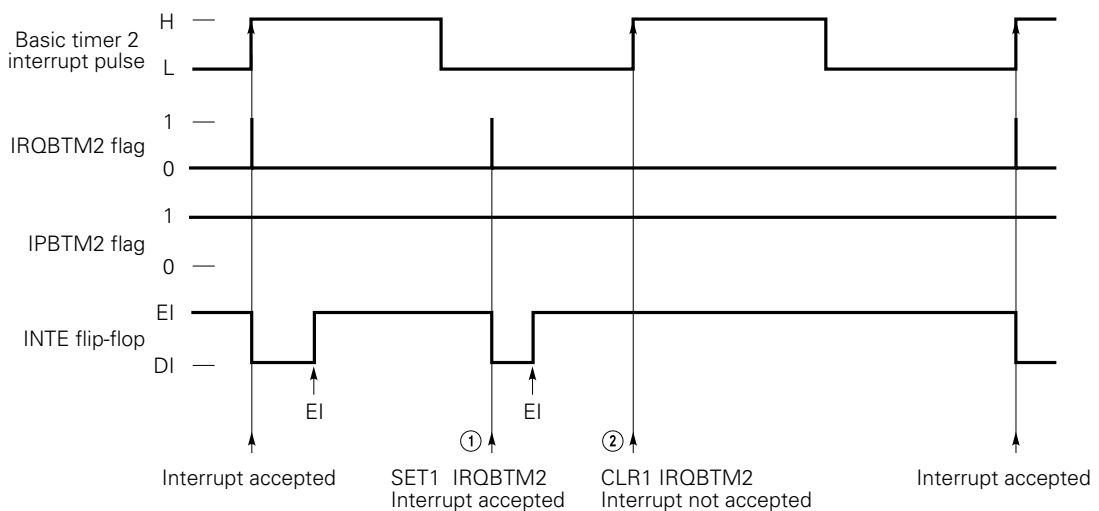 H
Basic timer 2
interrupt pulse
L
1
IRQBTM2 flag
0
1
IPBTM2 flag
0
EI
INTE flip-flop
DI
EI
EI
① ②
Interrupt accepted
SET1 IRQBTM2
Interrupt accepted
CLR1 IRQBTM2
Interrupt not accepted
Interrupt accepted